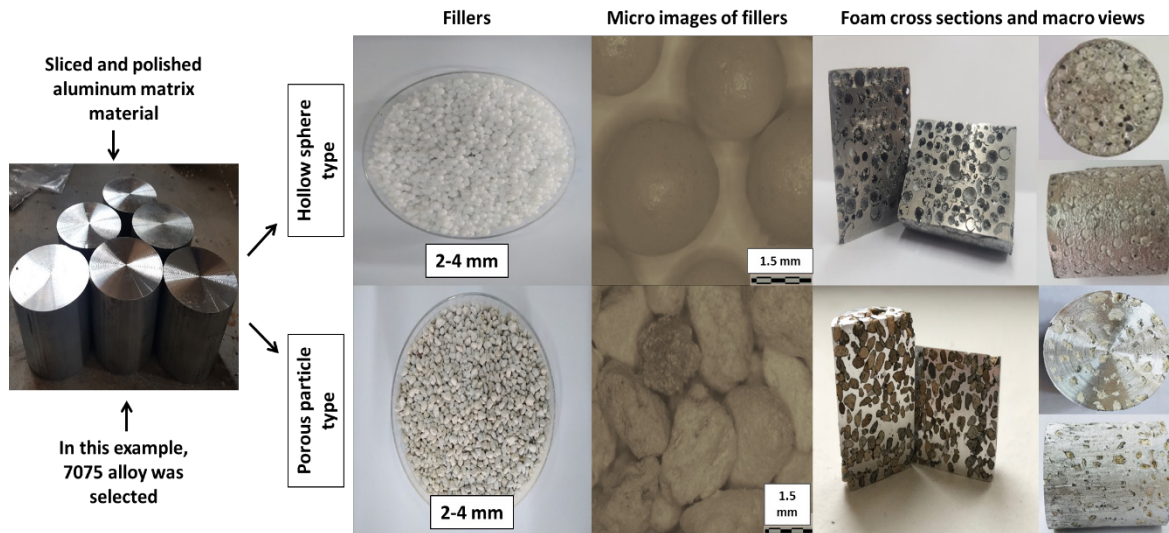 Fillers
Micro images of fillers
Foam cross sections and macro views
Sliced and polished
aluminum matrix
material
Hollow sphere
type
2-4 mm
1.5 mm
In this example,
7075 alloy was
selected
Porous particle
type
2-4 mm
1.5
mm